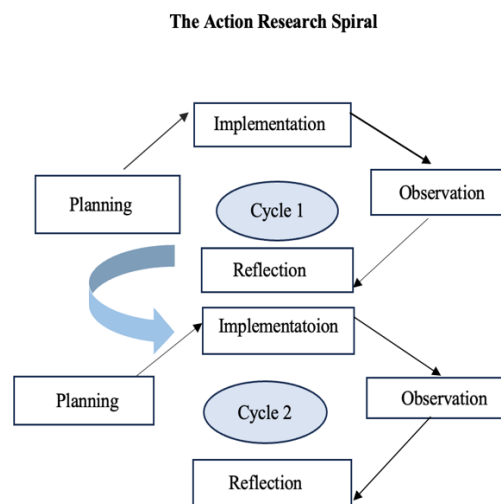 The Action Research Spiral
Implementation
Planning
Observation
Cycle 1
Reflection
Implementatoion
Planning
Observation
Cycle 2
Reflection